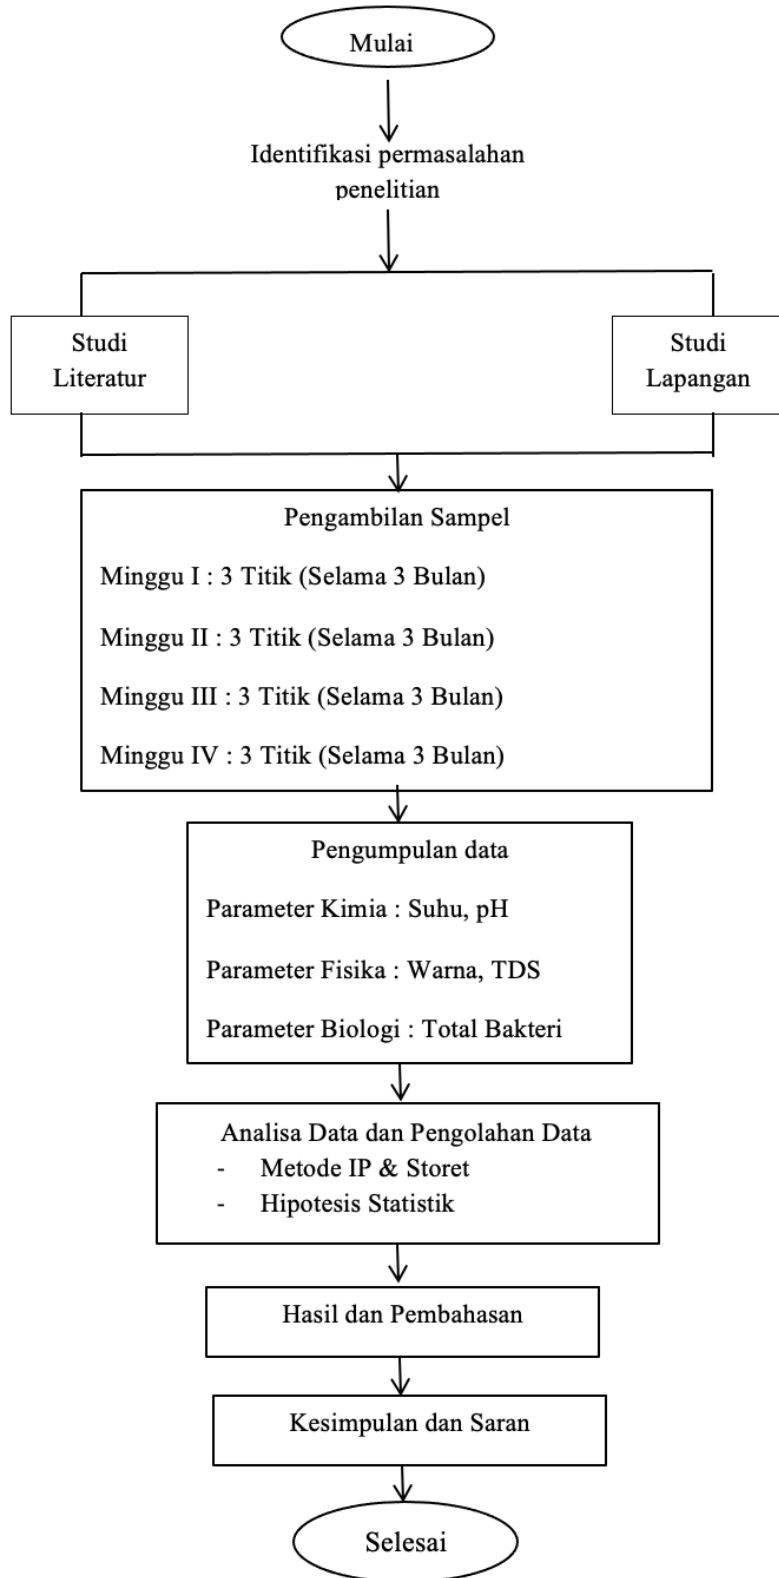 Mulai
Identifikasi permasalahan
penelitian
Studi
Literatur
Studi
Lapangan
Pengambilan Sampel
Minggu I : 3 Titik (Selama 3 Bulan)
Minggu II : 3 Titik (Selama 3 Bulan)
Minggu III : 3 Titik (Selama 3 Bulan)
Minggu IV : 3 Titik (Selama 3 Bulan)
Pengumpulan data
Parameter Kimia : Suhu, pH
Parameter Fisika : Warna, TDS
Parameter Biologi : Total Bakteri
Analisa Data dan Pengolahan Data
- Metode IP & Storet
- Hipotesis Statistik
Hasil dan Pembahasan
Kesimpulan dan Saran
Selesai